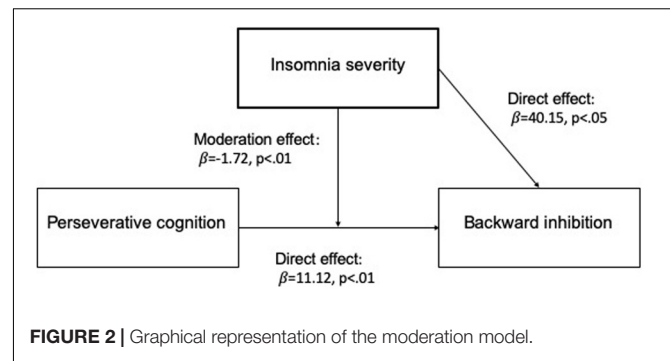 Insomnia severity
Direct effect:
β=40.15, p<.05
Moderation effect:
β=-1.72, p<.01
Perseverative cognition
Backward inhibition
Direct effect:
β=11.12, p<.01
FIGURE 2 | Graphical representation of the moderation model.